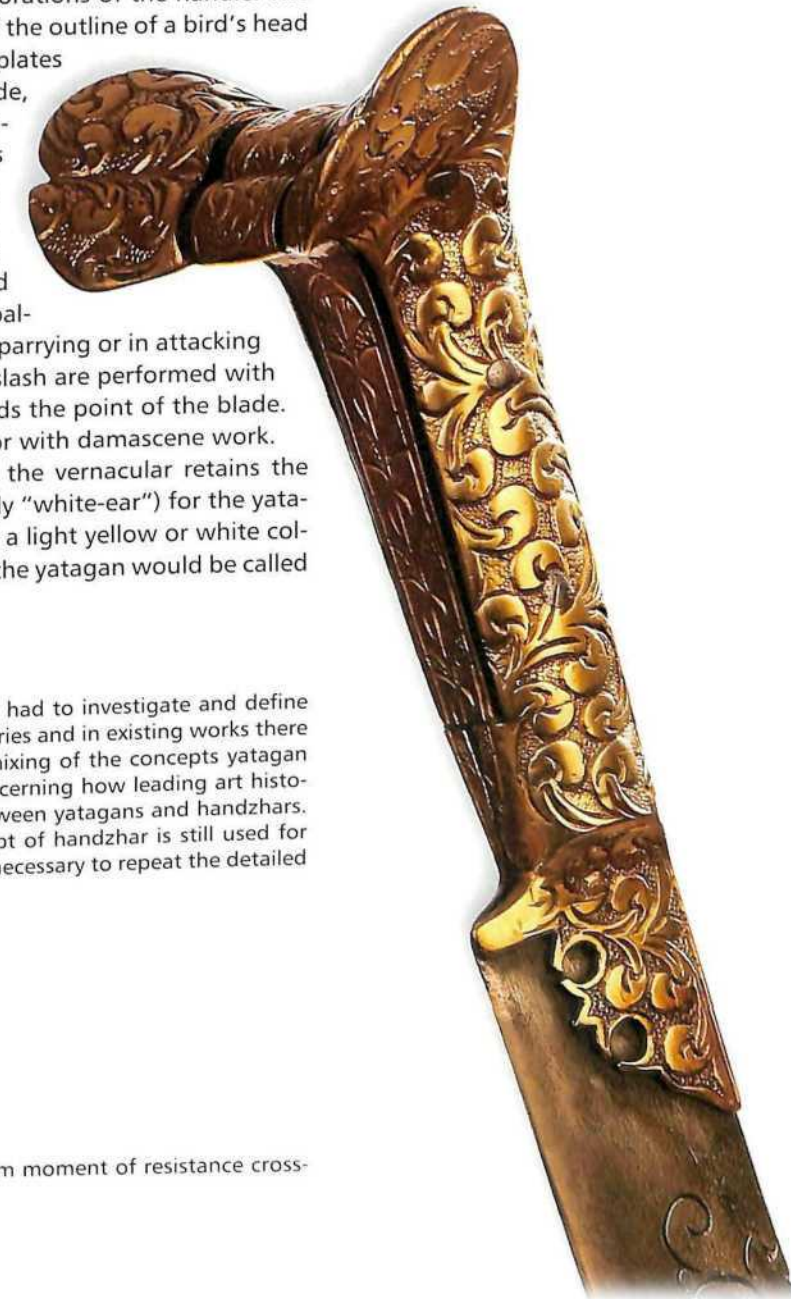 the outline of a bird's head
plates
de,
-
s
d
bal-
parrying or in attacking
slash are performed with
ds the point of the blade.
or with damascene work.
the vernacular retains the
ly "white-ear") for the yata-
a light yellow or white col-
the yatagan would be called
had to investigate and define
ries and in existing works there
mixing of the concepts yatagan
cerning how leading art histo-
ween yatagans and handzhars.
pt of handzhar is still used for
necessary to repeat the detailed
m moment of resistance cross-